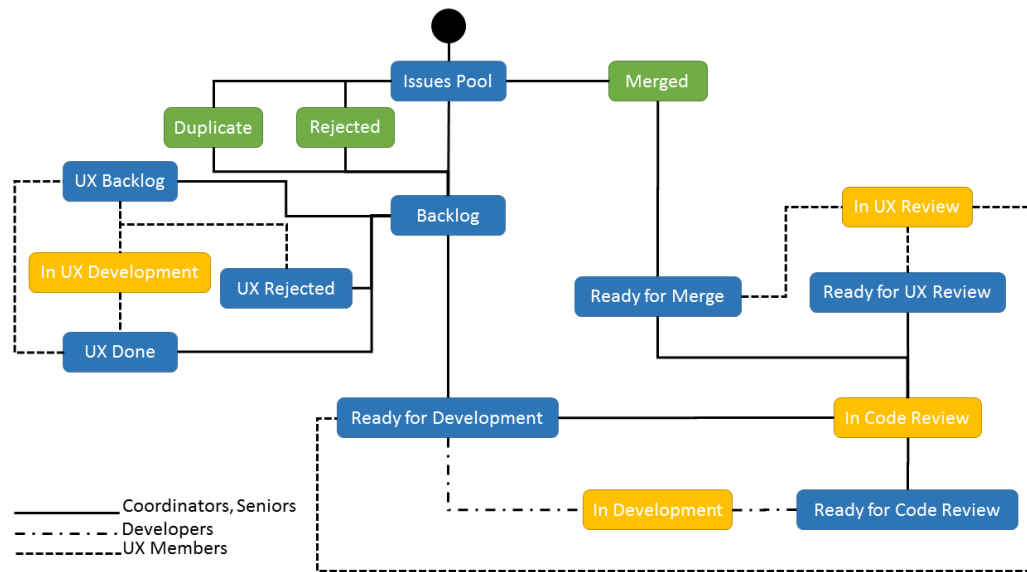 Issues Pool
Merged
Duplicate
Rejected
UX Backlog
Backlog
In UX Review
In UX Development
UX Rejected
Ready for Merge
Ready for UX Review
UX Done
Ready for Development
In Code Review
In Development
Ready for Code Review
Coordinators, Seniors
Developers
UX Members